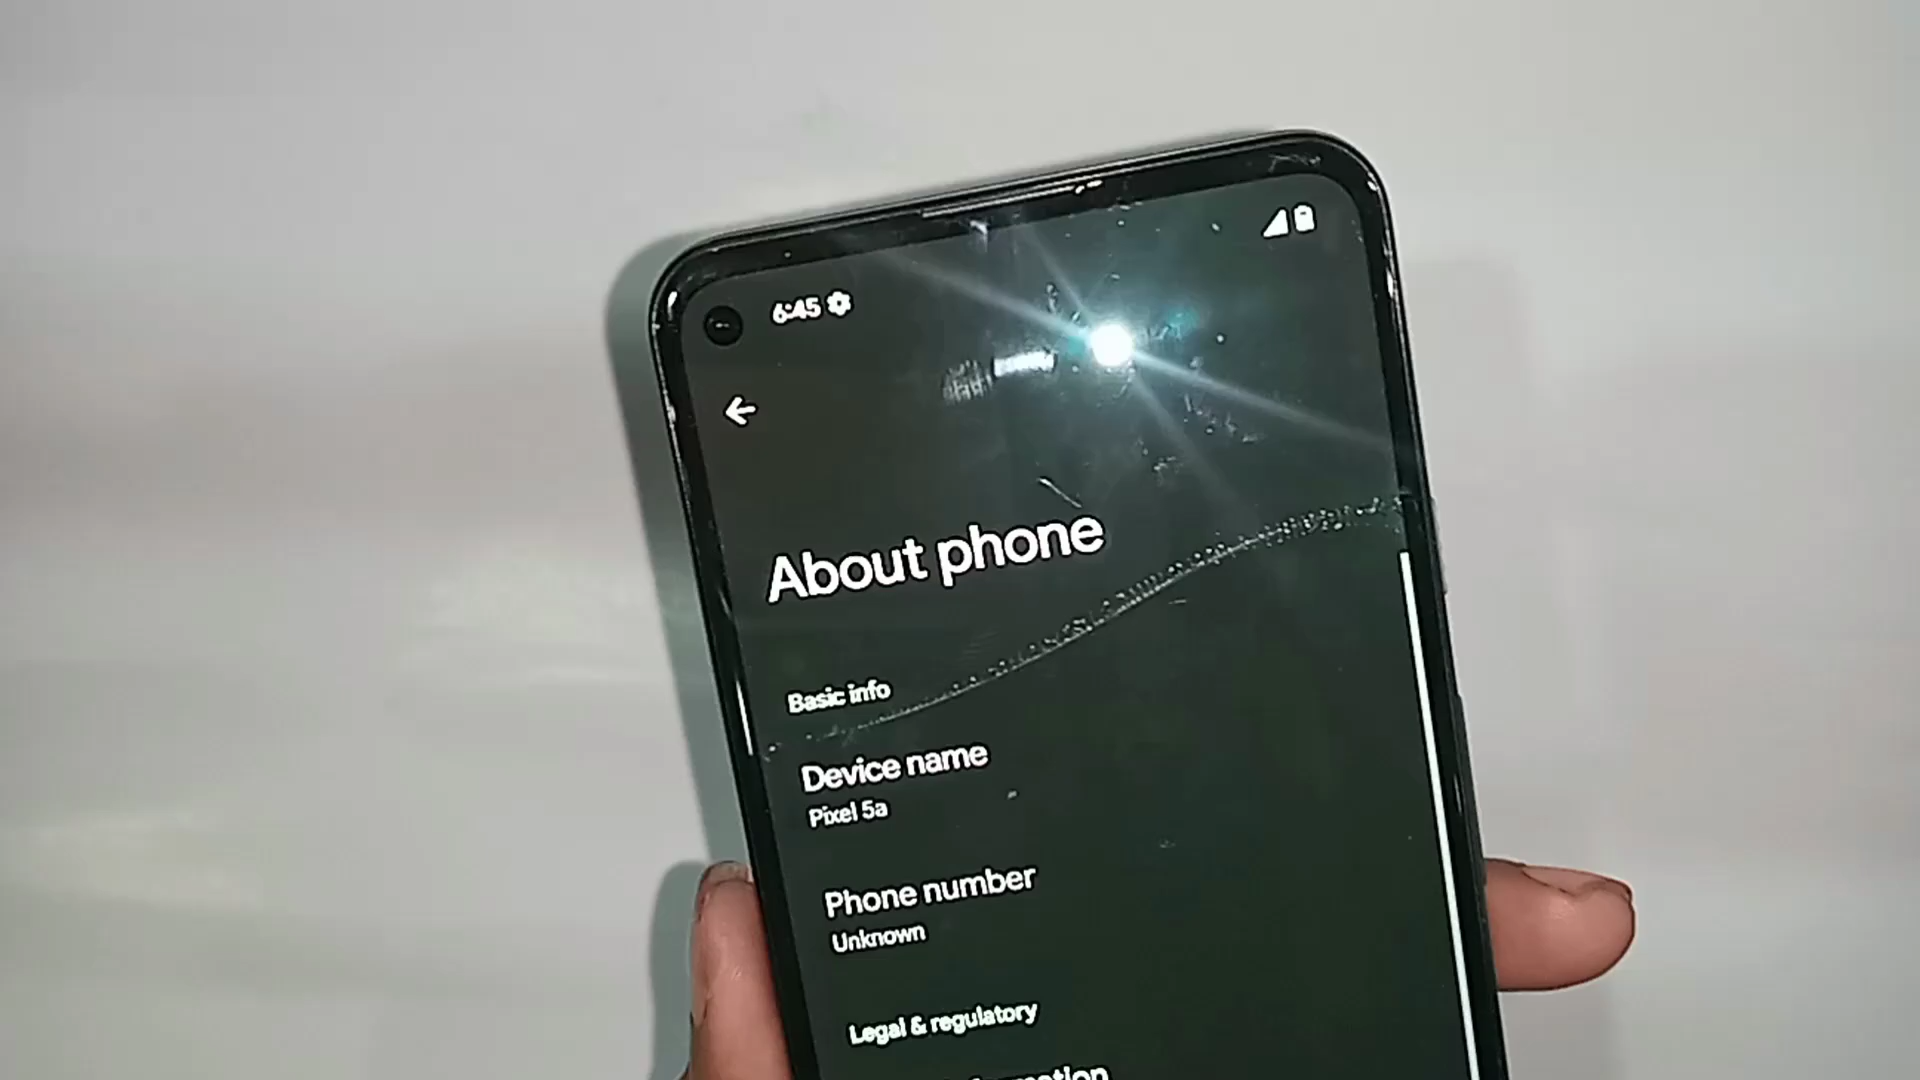 6:45
About phone
Basic info
Device name
Pixel 5a
Phone number
Unknown
Legal & regulatory